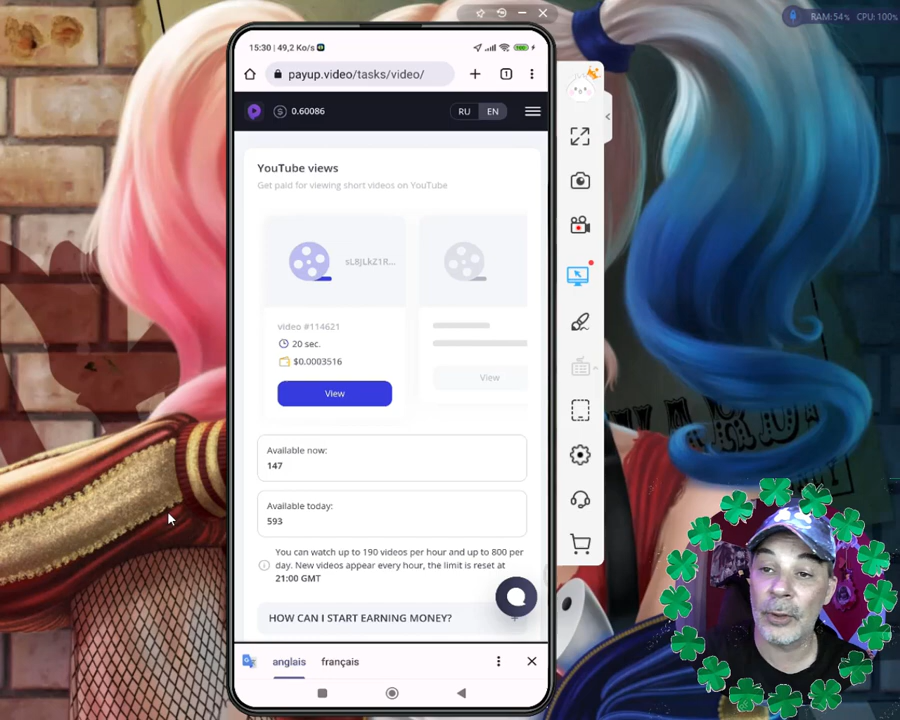 RAM:54% CPU:100%
15:30 | 49,2 Ko/s
payup.video/tasks/video/
1
S 0.60086
RU EN
YouTube views
Get paid for viewing short videos on YouTube
sL8JLkZ1R...
video #114621
20 sec.
$0.0003516
View
View
Available now:
147
Available today:
593
You can watch up to 190 videos per hour and up to 800 per
day. New videos appear every hour, the limit is reset at
21:00 GMT
HOW CAN I START EARNING MONEY?
anglais français